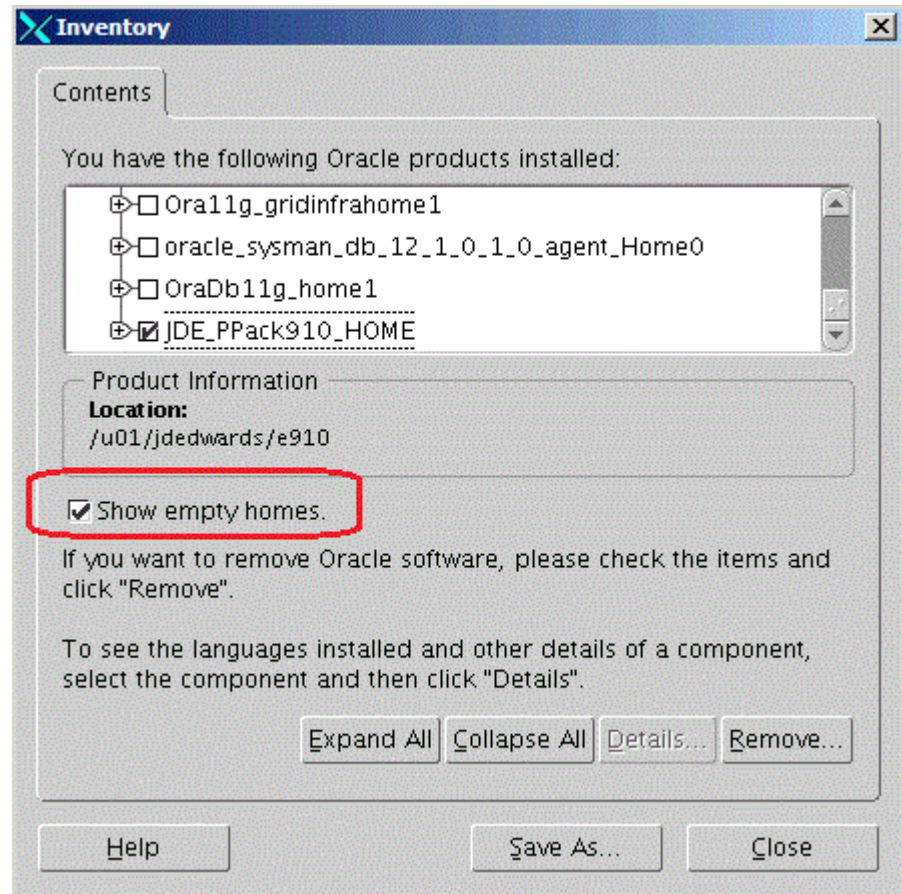 Inventory
Contents
You have the following Oracle products installed:
Ora11g_gridinfrahome1
oracle_sysman_db_12_1_0_1_0_agent_Home0
OraDb11g_home1
JDE_PPack910_HOME
Product Information
Location:
/u01/jdedwards/e910
Show empty homes.
If you want to remove Oracle software, please check the items and
click "Remove".
To see the languages installed and other details of a component,
select the component and then click "Details".
Expand All Collapse All Details... Remove...
Help Save As... Close